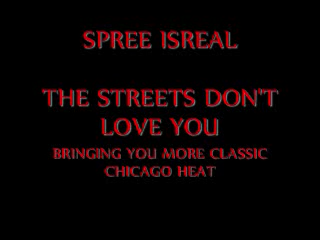 SPREE ISREAL
THE STREETS DON'T
LOVE YOU
BRINGING YOU MORE CLASSIC
CHICAGO HEAT